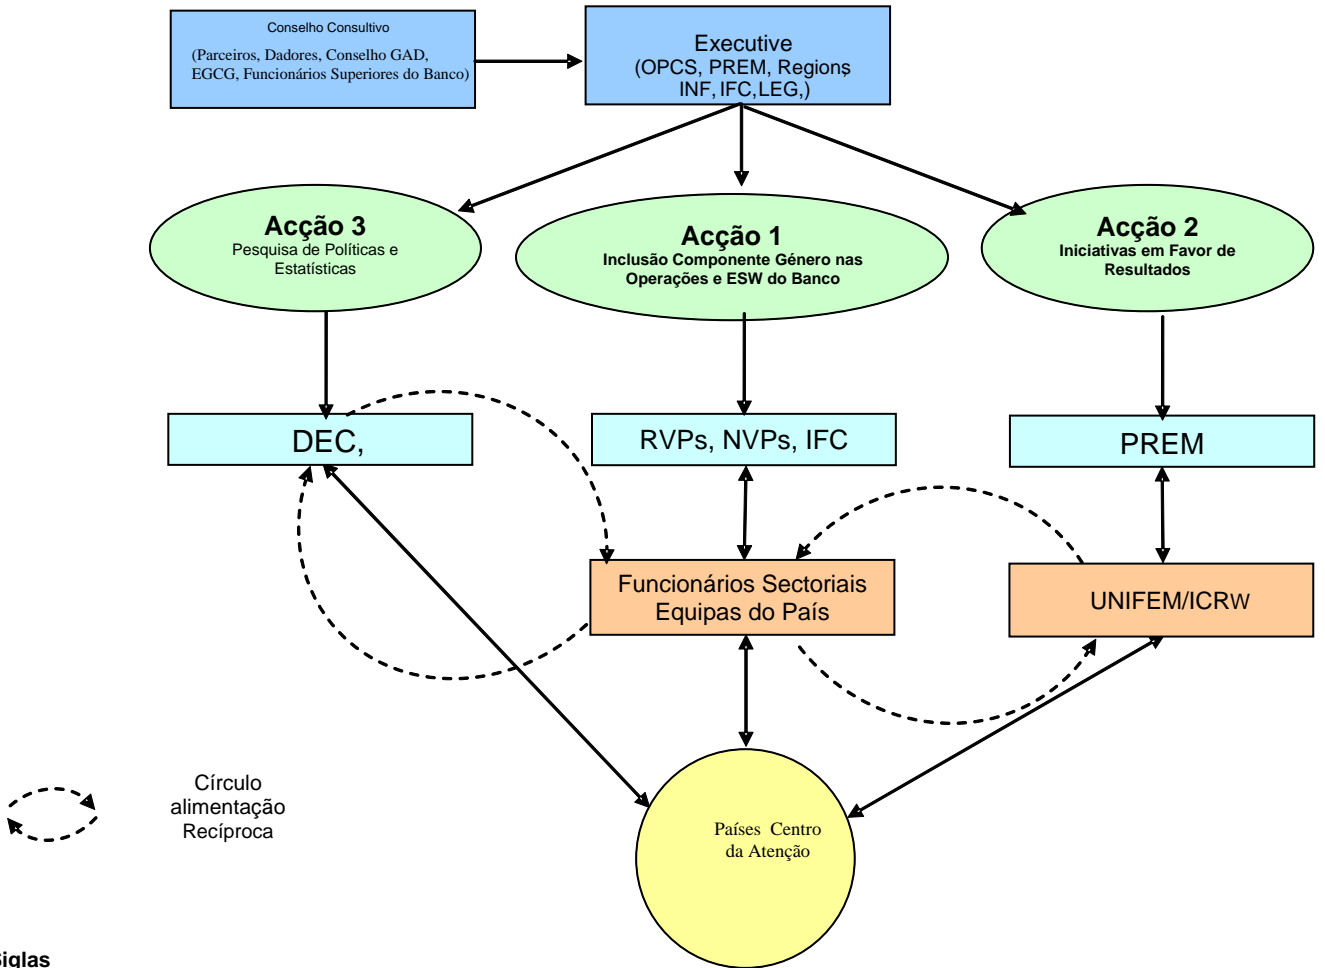 Conselho Consultivo
(Parceiros, Dadores, Conselho GAD,
EGCG, Funcionários Superiores do Banco)
Executive
(OPCS, PREM, Regions,
INF, IFC,LEG,)
Acção 3
Pesquisa de Políticas e
Estatísticas
Acção 1
Inclusão Componente Género nas
Operações e ESW do Banco
Acção 2
Iniciativas em Favor de
Resultados
DEC,
RVPs, NVPs, IFC
PREM
Funcionários Sectoriais
Equipas do País
UNIFEM/ICRW
Círculo
alimentação
Recíproca
Países Centro
da Atenção
Siglas